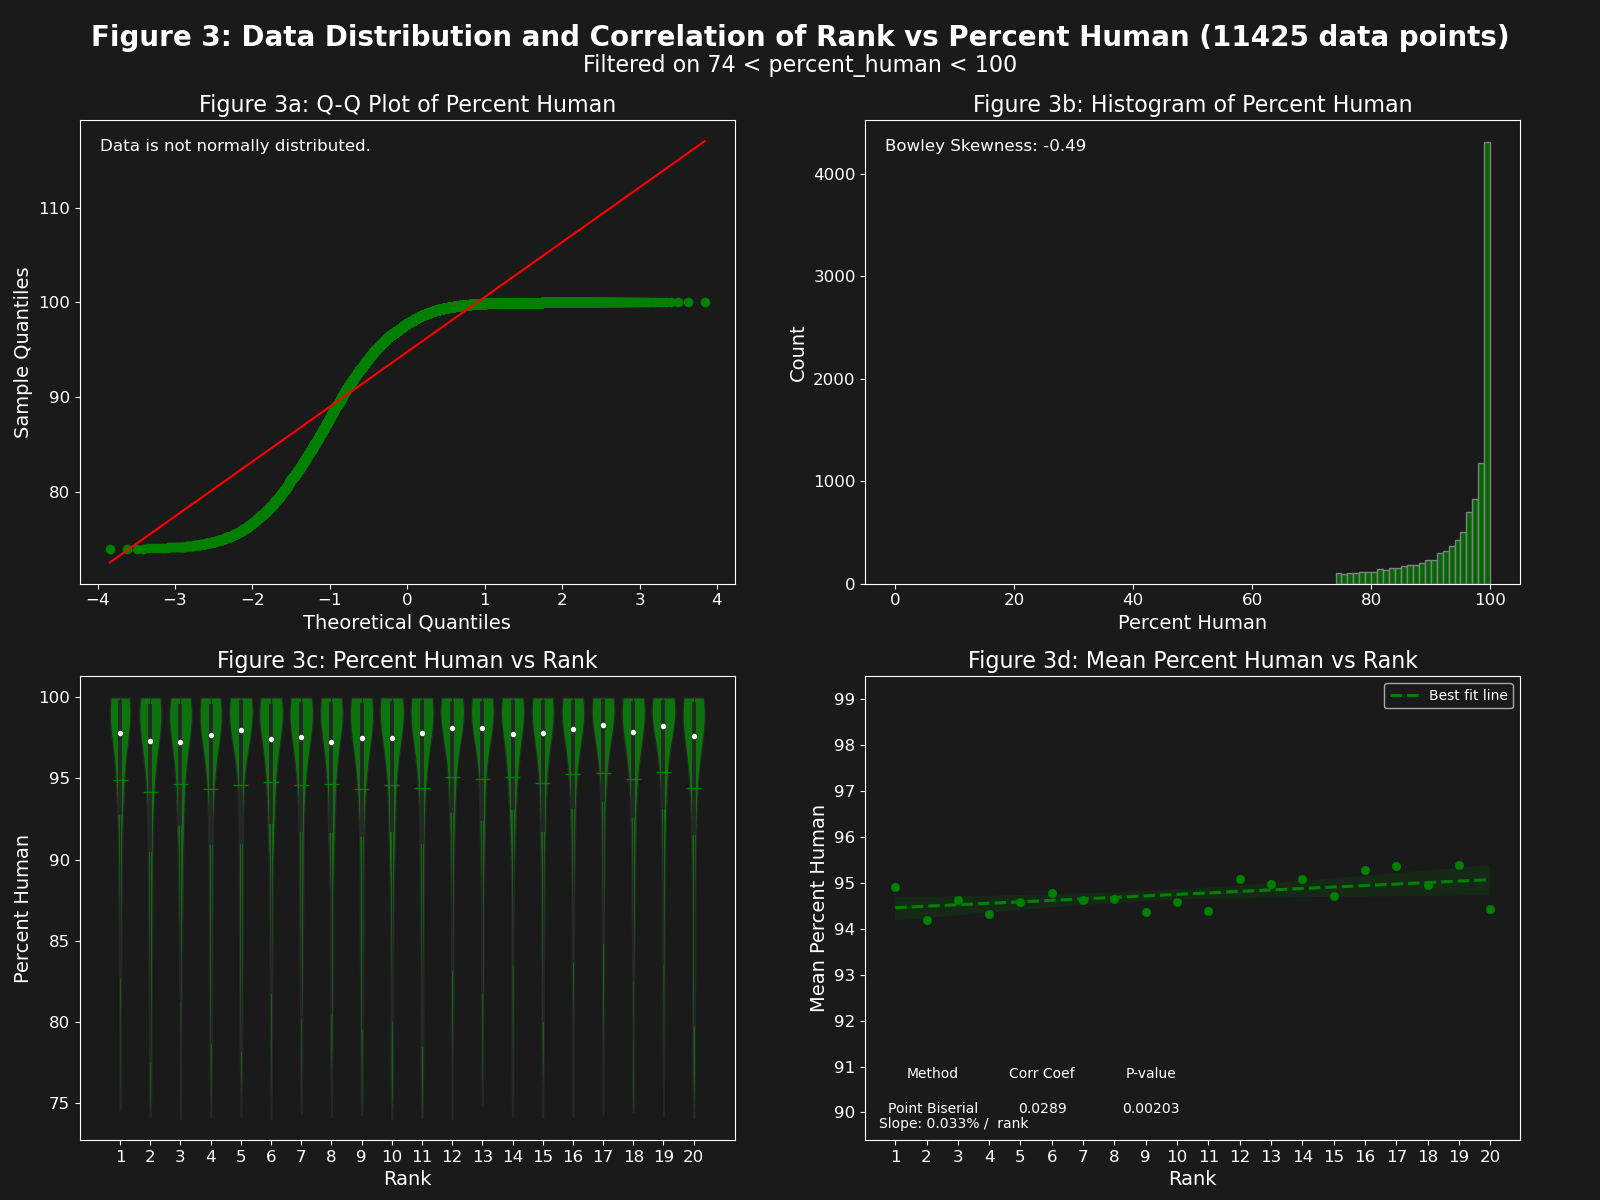 Figure 3: Data Distribution and Correlation of Rank vs Percent Human (11425 data points)
Filtered on 74 < percent_human < 100
Figure 3a: Q-Q Plot of Percent Human
Data is not normally distributed.
110
100
90
80
−4 −3 −2 −1 0 1 2 3 4
Sample Quantiles
Theoretical Quantiles
Figure 3b: Histogram of Percent Human
Bowley Skewness: -0.49
4000
3000
2000
1000
0
0 20 40 60 80 100
Count
Percent Human
Figure 3c: Percent Human vs Rank
100
95
90
85
80
75
1 2 3 4 5 6 7 8 9 10 11 12 13 14 15 16 17 18 19 20
Percent Human
Rank
Figure 3d: Mean Percent Human vs Rank
Best fit line
99
98
97
96
95
94
93
92
91
90
Method Corr Coef P-value
Point Biserial 0.0289 0.00203
Slope: 0.033% / rank
1 2 3 4 5 6 7 8 9 10 11 12 13 14 15 16 17 18 19 20
Mean Percent Human
Rank